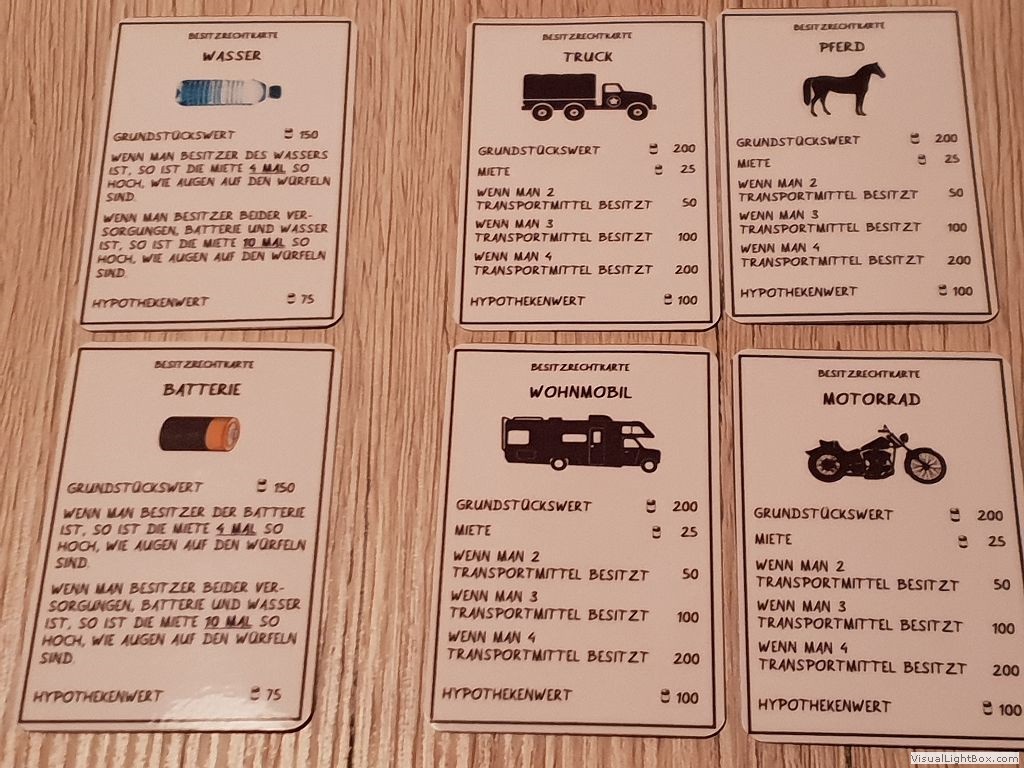 BESITZRECHTKARTE
WASSER
GRUNDSTÜCKSWERT 150
WENN MAN BESITZER DES WASSERS
IST, SO IST DIE MIETE 4 MAL SO
HOCH, WIE AUGEN AUF DEN WÜRFELN
SIND.
WENN MAN BESITZER BEIDER VER-
SORGUNGEN, BATTERIE UND WASSER
IST, SO IST DIE MIETE 10 MAL SO
HOCH, WIE AUGEN AUF DEN WÜRFELN
SIND.
HYPOTHEKENWERT 75
BESITZRECHTKARTE
TRUCK
GRUNDSTÜCKSWERT 200
MIETE 25
WENN MAN 2
TRANSPORTMITTEL BESITZT 50
WENN MAN 3
TRANSPORTMITTEL BESITZT 100
WENN MAN 4
TRANSPORTMITTEL BESITZT 200
HYPOTHEKENWERT 100
BESITZRECHTKARTE
PFERD
GRUNDSTÜCKSWERT 200
MIETE 25
WENN MAN 2
TRANSPORTMITTEL BESITZT 50
WENN MAN 3
TRANSPORTMITTEL BESITZT 100
WENN MAN 4
TRANSPORTMITTEL BESITZT 200
HYPOTHEKENWERT 100
BESITZRECHTKARTE
BATTERIE
GRUNDSTÜCKSWERT 150
WENN MAN BESITZER DER BATTERIE
IST, SO IST DIE MIETE 4 MAL SO
HOCH, WIE AUGEN AUF DEN WÜRFELN
SIND.
WENN MAN BESITZER BEIDER VER-
SORGUNGEN, BATTERIE UND WASSER
IST, SO IST DIE MIETE 10 MAL SO
HOCH, WIE AUGEN AUF DEN WÜRFELN
SIND.
HYPOTHEKENWERT 75
BESITZRECHTKARTE
WOHNMOBIL
GRUNDSTÜCKSWERT 200
MIETE 25
WENN MAN 2
TRANSPORTMITTEL BESITZT 50
WENN MAN 3
TRANSPORTMITTEL BESITZT 100
WENN MAN 4
TRANSPORTMITTEL BESITZT 200
HYPOTHEKENWERT 100
BESITZRECHTKARTE
MOTORRAD
GRUNDSTÜCKSWERT 200
MIETE 25
WENN MAN 2
TRANSPORTMITTEL BESITZT 50
WENN MAN 3
TRANSPORTMITTEL BESITZT 100
WENN MAN 4
TRANSPORTMITTEL BESITZT 200
HYPOTHEKENWERT 100
VisualLightBox.com